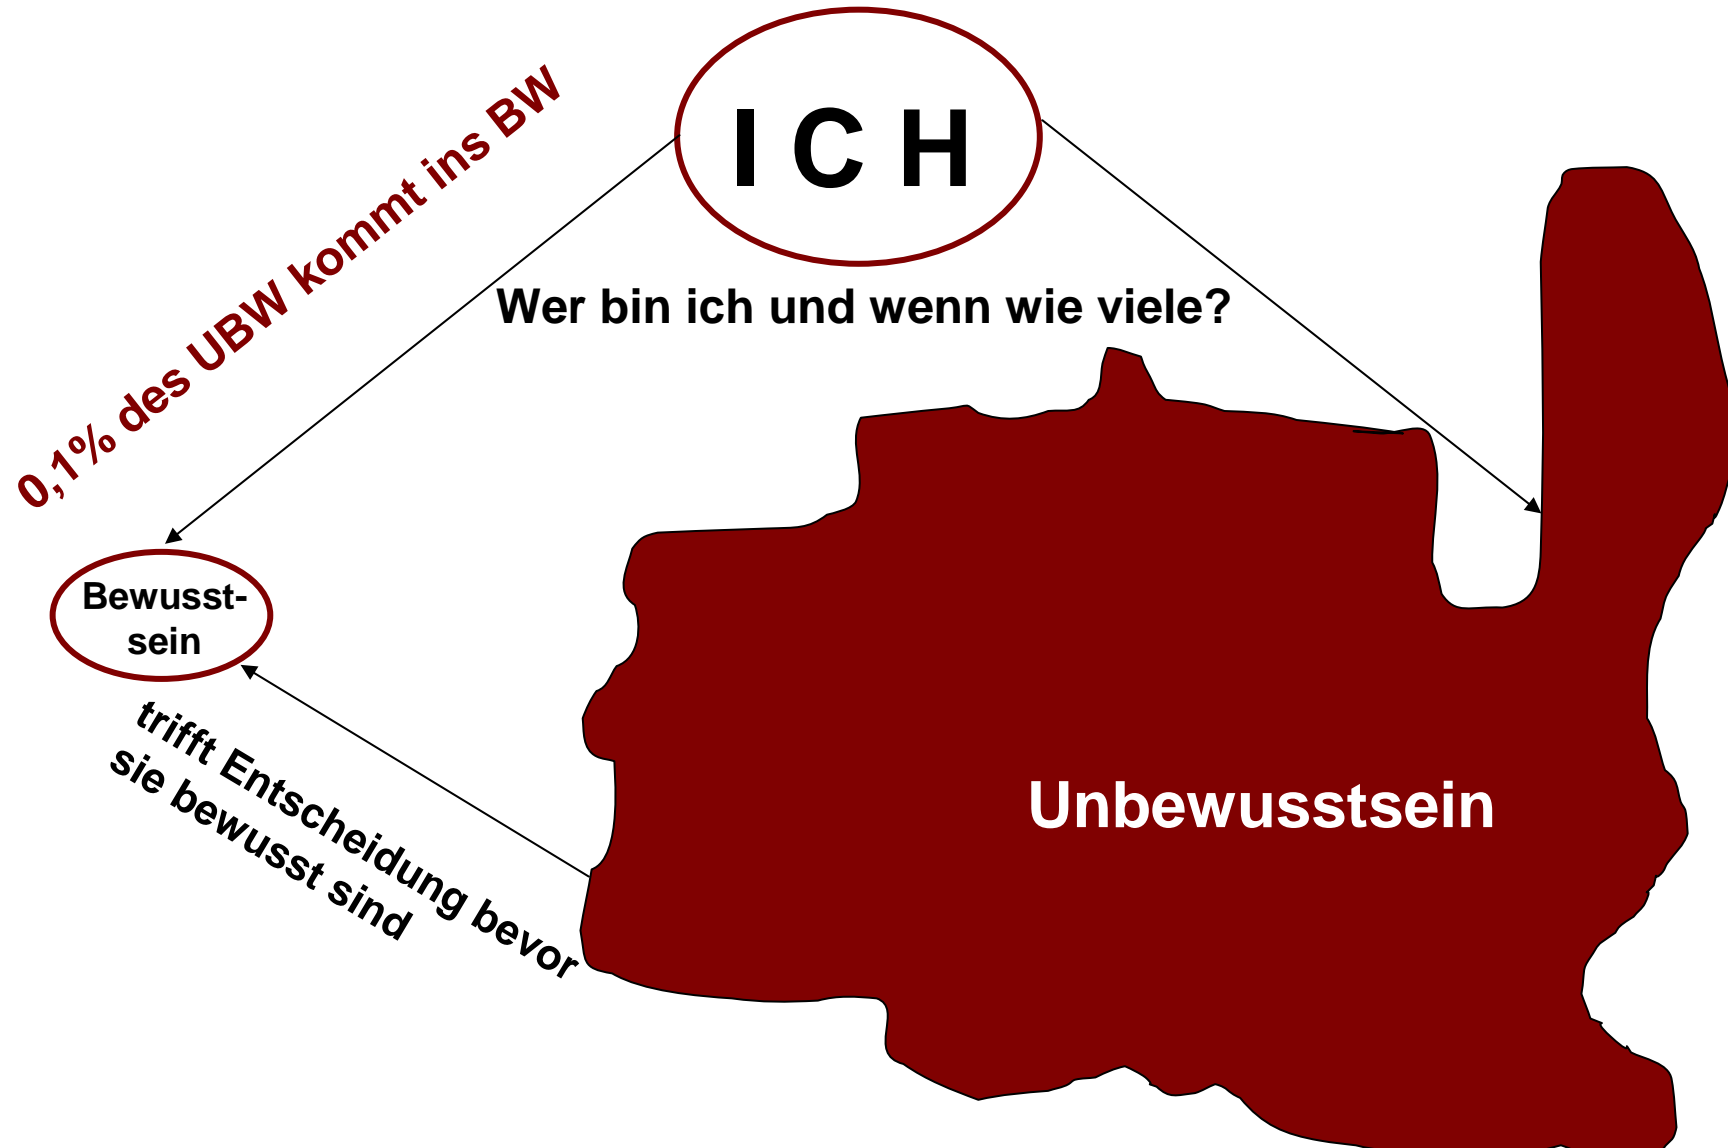 I C H
0,1% des UBW kommt ins BW
Wer bin ich und wenn wie viele?
Bewusst-
sein
trifft Entscheidung bevor
sie bewusst sind
Unbewusstsein